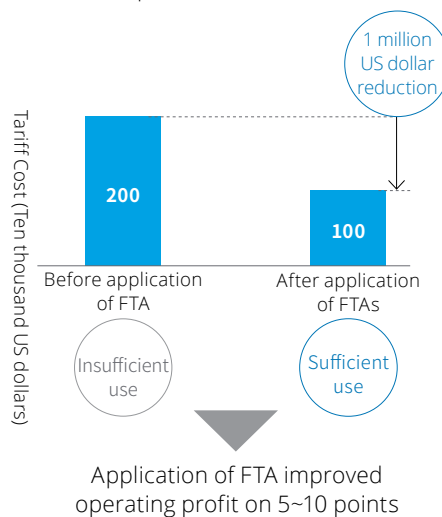 1 million
US dollar
reduction
Tariff Cost (Ten thousand US dollars)
200
100
Before application
of FTA
After application
of FTAs
Insufficient
use
Sufficient
use
Application of FTA improved
operating profit on 5~10 points